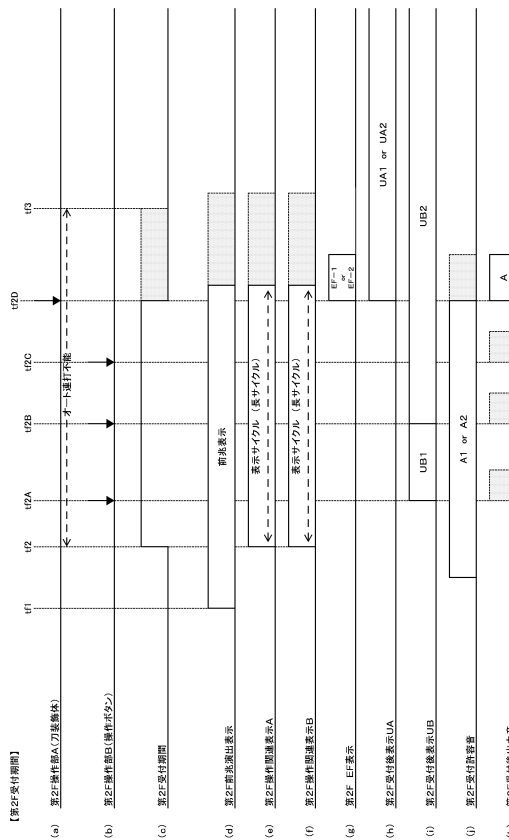 【第2F受付期間】
tf1
tf2
tf2A
tf2B
tf2C
tf2D
tf3
(a) 第2F操作部A(刀装飾体)
オート連打不能
(b) 第2F操作部B(操作ボタン)
(c) 第2F受付期間
(d) 第2F前兆演出表示
前兆表示
(e) 第2F操作関連表示A
表示サイクル (長サイクル)
(f) 第2F操作関連表示B
表示サイクル (長サイクル)
(g) 第2F EF表示
EF-1
or
EF-2
(h) 第2F受付後表示UA
UA1 or UA2
(i) 第2F受付後表示UB
UB1
UB2
(j) 第2F受付許容音
A1 or A2
A